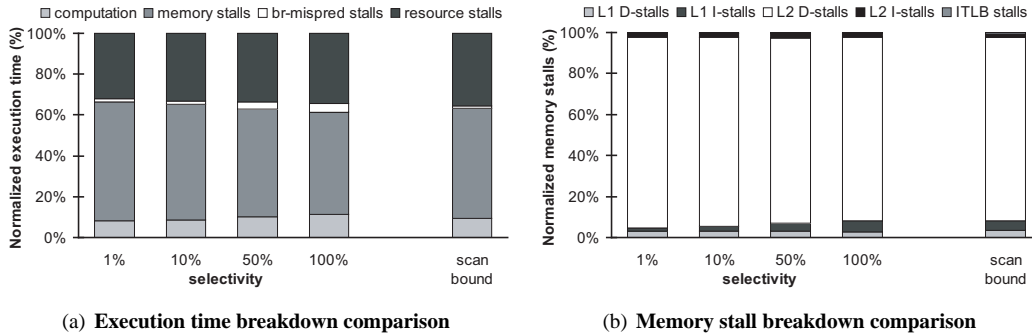 computation memory stalls br-mispred stalls resource stalls
Normalized execution time (%)
100%
80%
60%
40%
20%
0%
1% 10% 50% 100% scan
selectivity bound
(a) Execution time breakdown comparison
L1 D-stalls L1 I-stalls L2 D-stalls L2 I-stalls ITLB stalls
Normalized memory stalls (%)
100%
80%
60%
40%
20%
0%
1% 10% 50% 100% scan
selectivity bound
(b) Memory stall breakdown comparison